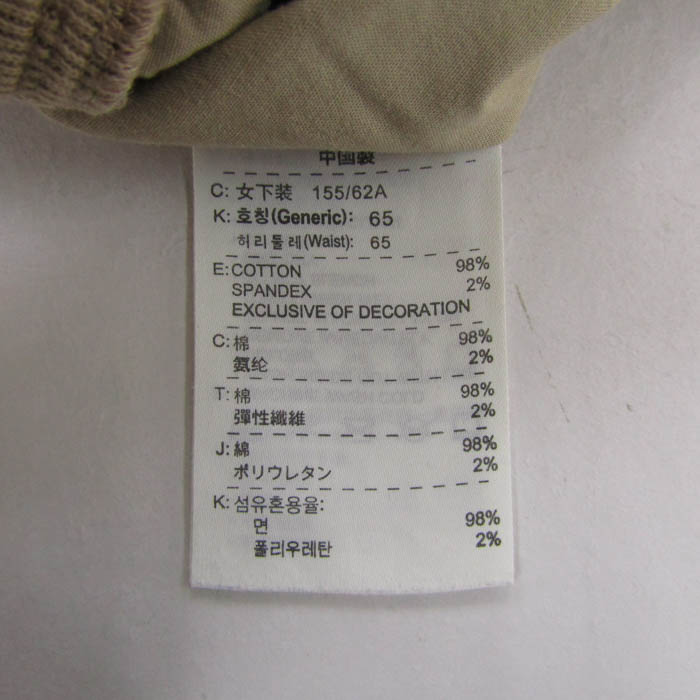 中国製
C: 女下装 155/62A
K: 호칭(Generic): 65
허리둘레(Waist): 65
E: COTTON 98%
SPANDEX 2%
EXCLUSIVE OF DECORATION
C: 棉 98%
氨纶 2%
T: 棉 98%
彈性纖維 2%
J: 綿 98%
ポリウレタン 2%
K: 섬유혼용율:
면 98%
폴리우레탄 2%